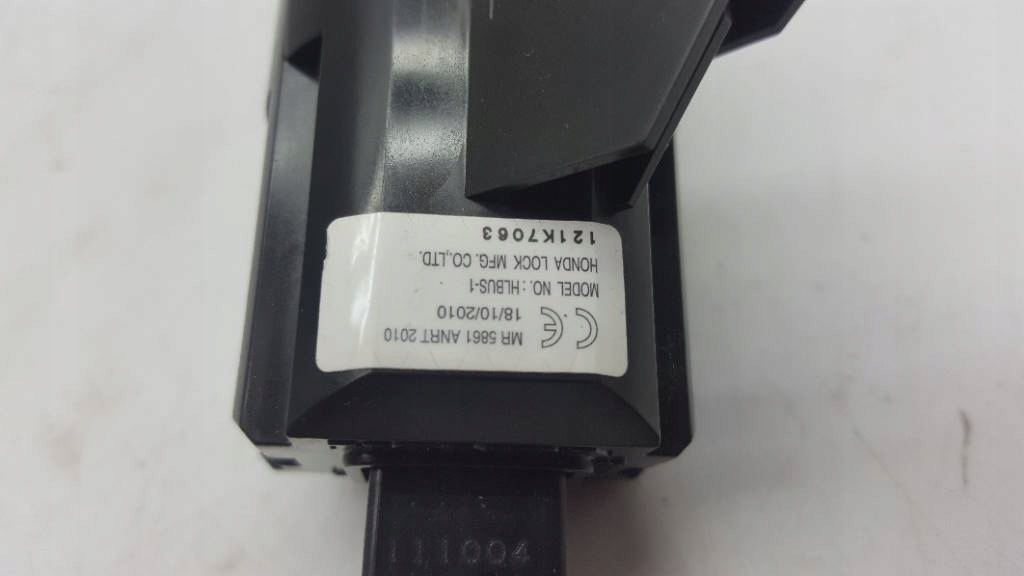 MR 5861 ANRT 2010
18/10/2010
CE
MODEL NO.: HLBUS-1
HONDA LOCK MFG. CO.,LTD.
121K7063
111004